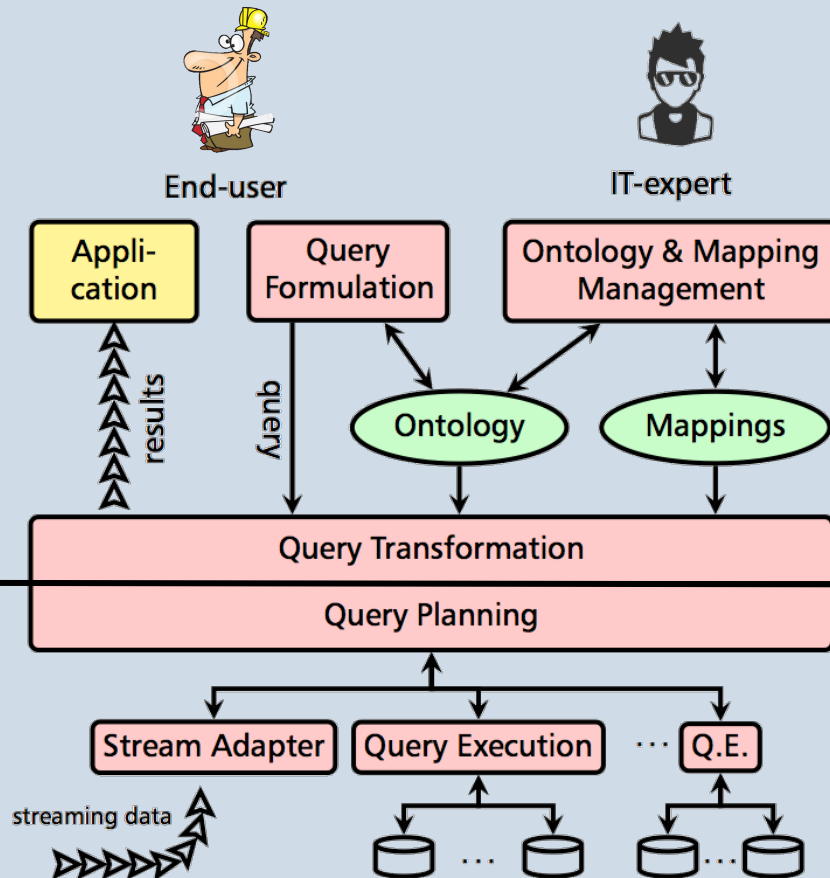 End-user
IT-expert
Appli-
cation
Query
Formulation
Ontology & Mapping
Management
results
query
Ontology
Mappings
Query Transformation
Query Planning
Stream Adapter
Query Execution
...
Q.E.
streaming data
...
...